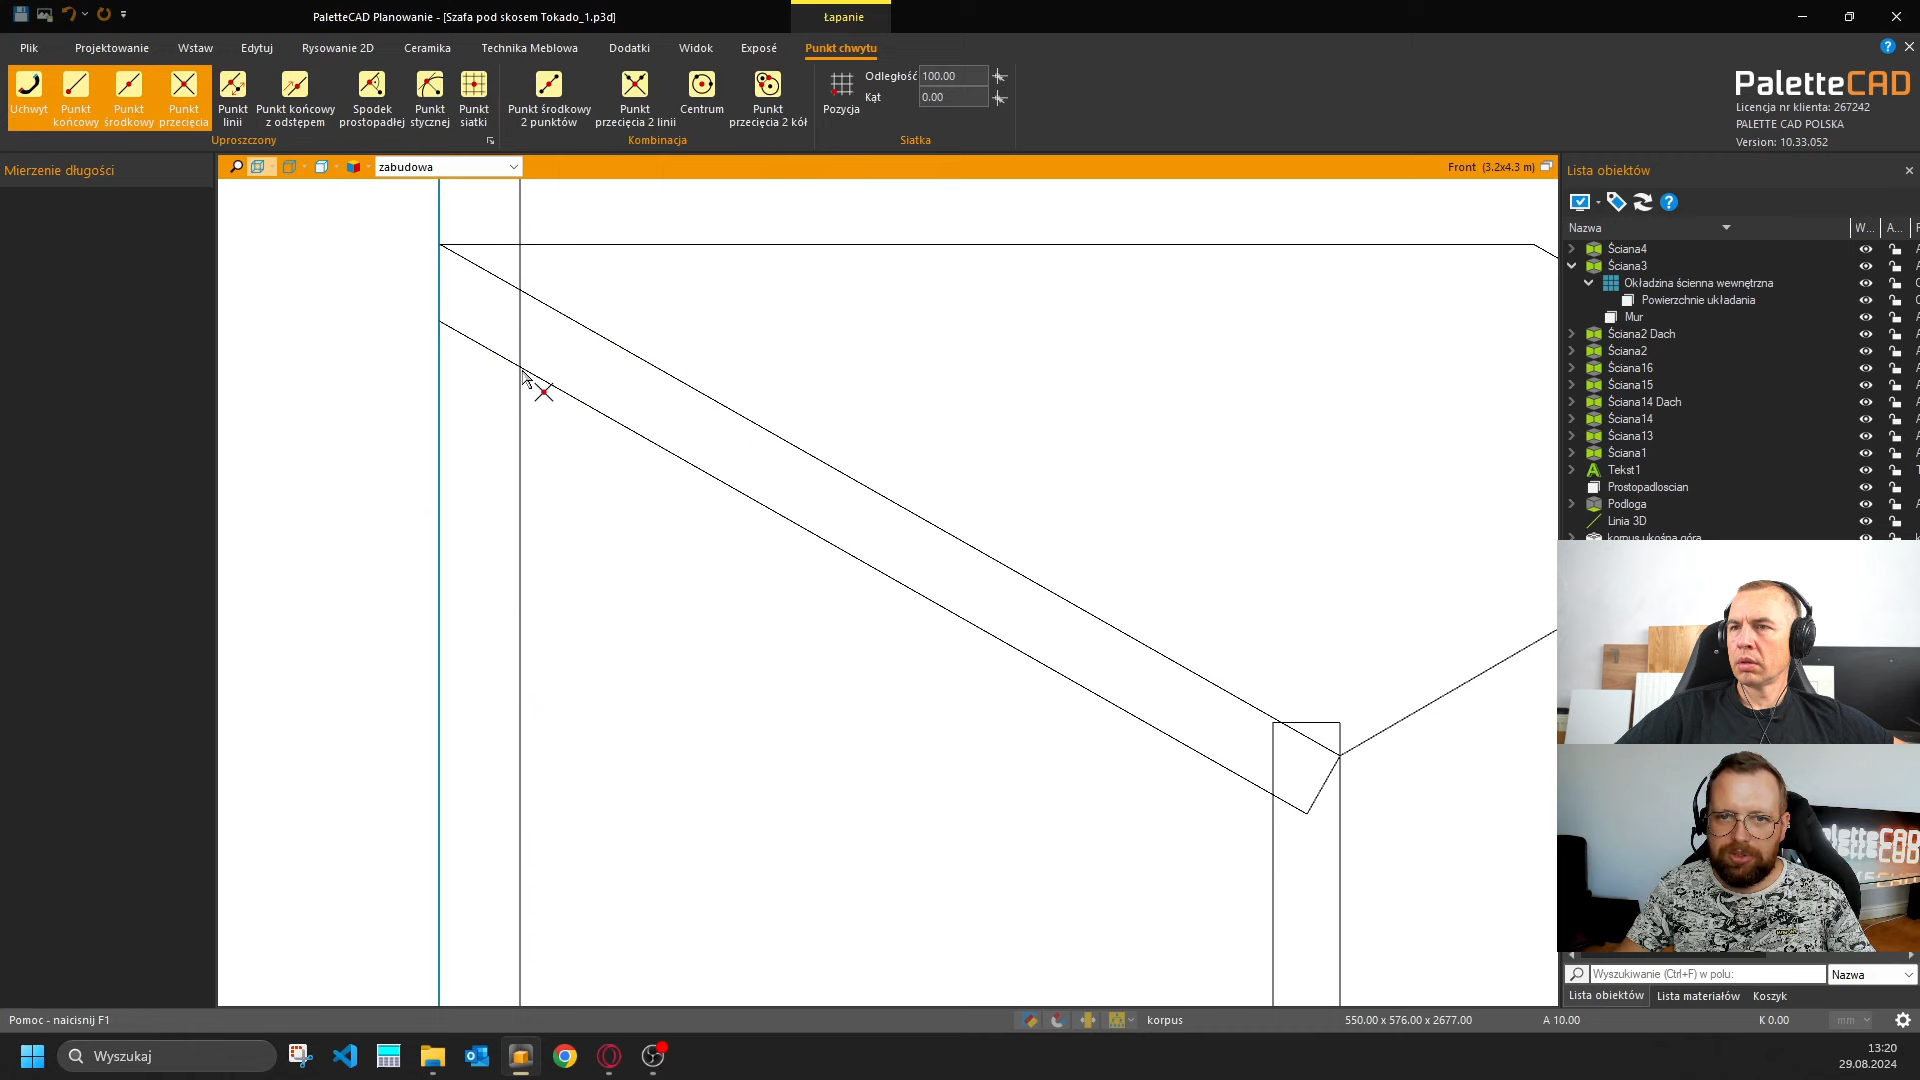 PaletteCAD Planowanie - [Szafa pod skosem Tokado_1.p3d]
Łapanie
Plik
Projektowanie
Wstaw
Edytuj
Rysowanie 2D
Ceramika
Technika Meblowa
Dodatki
Widok
Exposé
Punkt chwytu
Uchwyt
Punkt końcowy
Punkt środkowy
Punkt przecięcia
Punkt linii
Punkt końcowy z odstępem
Spodek prostopadłej
Punkt stycznej
Punkt siatki
Uproszczony
Punkt środkowy 2 punktów
Punkt przecięcia 2 linii
Centrum
Punkt przecięcia 2 kół
Kombinacja
Pozycja
Odległość 100.00
Kąt 0.00
Siatka
PaletteCAD
Licencja nr klienta: 267242
PALETTE CAD POLSKA
Version: 10.33.052
Mierzenie długości
zabudowa
Front (3.2x4.3 m)
Lista obiektów
Nazwa W... A...
Ściana4
Ściana3
Okładzina ścienna wewnętrzna
Powierzchnie układania
Mur
Ściana2 Dach
Ściana2
Ściana16
Ściana15
Ściana14 Dach
Ściana14
Ściana13
Ściana1
Tekst1
Prostopadloscian
Podloga
Linia 3D
korpus ukośna góra
Wyszukiwanie (Ctrl+F) w polu:
Nazwa
Lista obiektów
Lista materiałów
Koszyk
Pomoc - naicisnij F1
korpus
550.00 x 576.00 x 2677.00
A 10.00
K 0.00
mm
Wyszukaj
13:20
29.08.2024